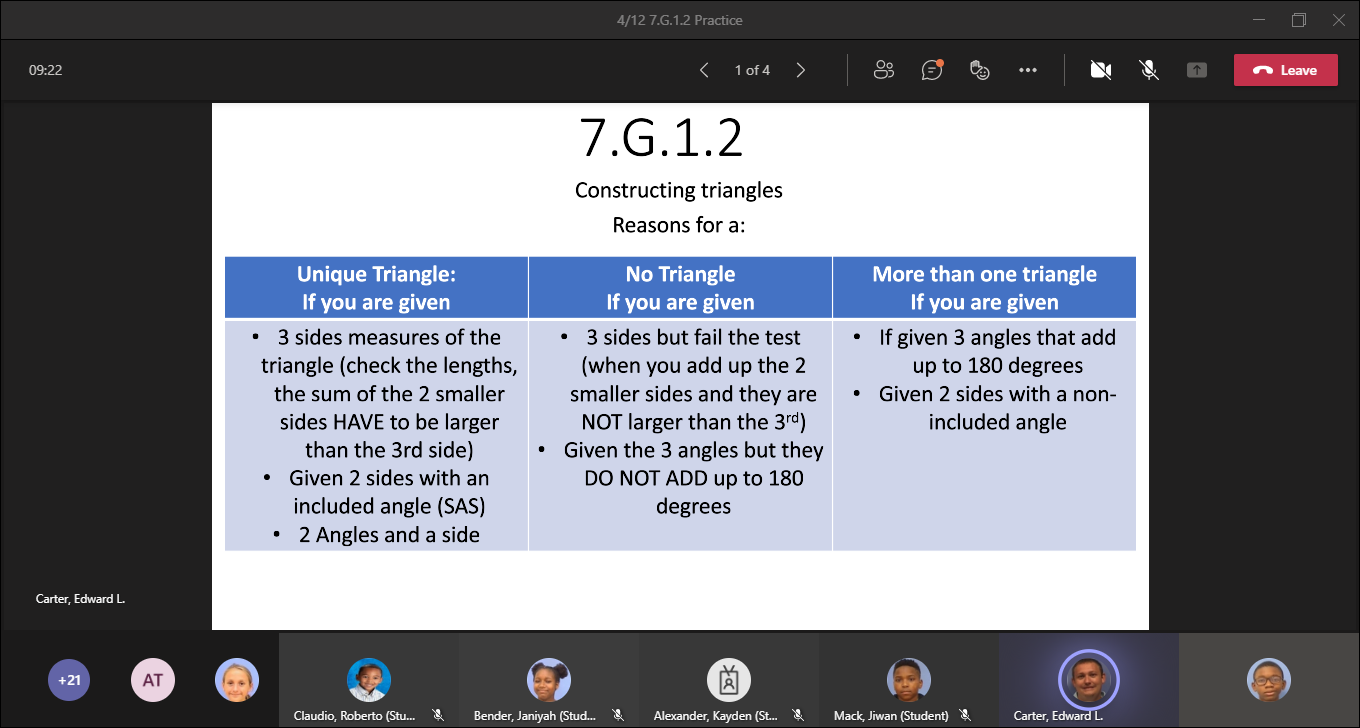 4/12 7.G.1.2 Practice
09:22
1 of 4
Leave
7.G.1.2
Constructing triangles
Reasons for a:
Unique Triangle:
If you are given
• 3 sides measures of the
triangle (check the lengths,
the sum of the 2 smaller
sides HAVE to be larger
than the 3rd side)
• Given 2 sides with an
included angle (SAS)
• 2 Angles and a side
No Triangle
If you are given
• 3 sides but fail the test
(when you add up the 2
smaller sides and they are
NOT larger than the 3rd)
• Given the 3 angles but they
DO NOT ADD up to 180
degrees
More than one triangle
If you are given
• If given 3 angles that add
up to 180 degrees
• Given 2 sides with a non-
included angle
Carter, Edward L.
+21
AT
Claudio, Roberto (Stu...
Bender, Janiyah (Stud...
Alexander, Kayden (St...
Mack, Jiwan (Student)
Carter, Edward L.